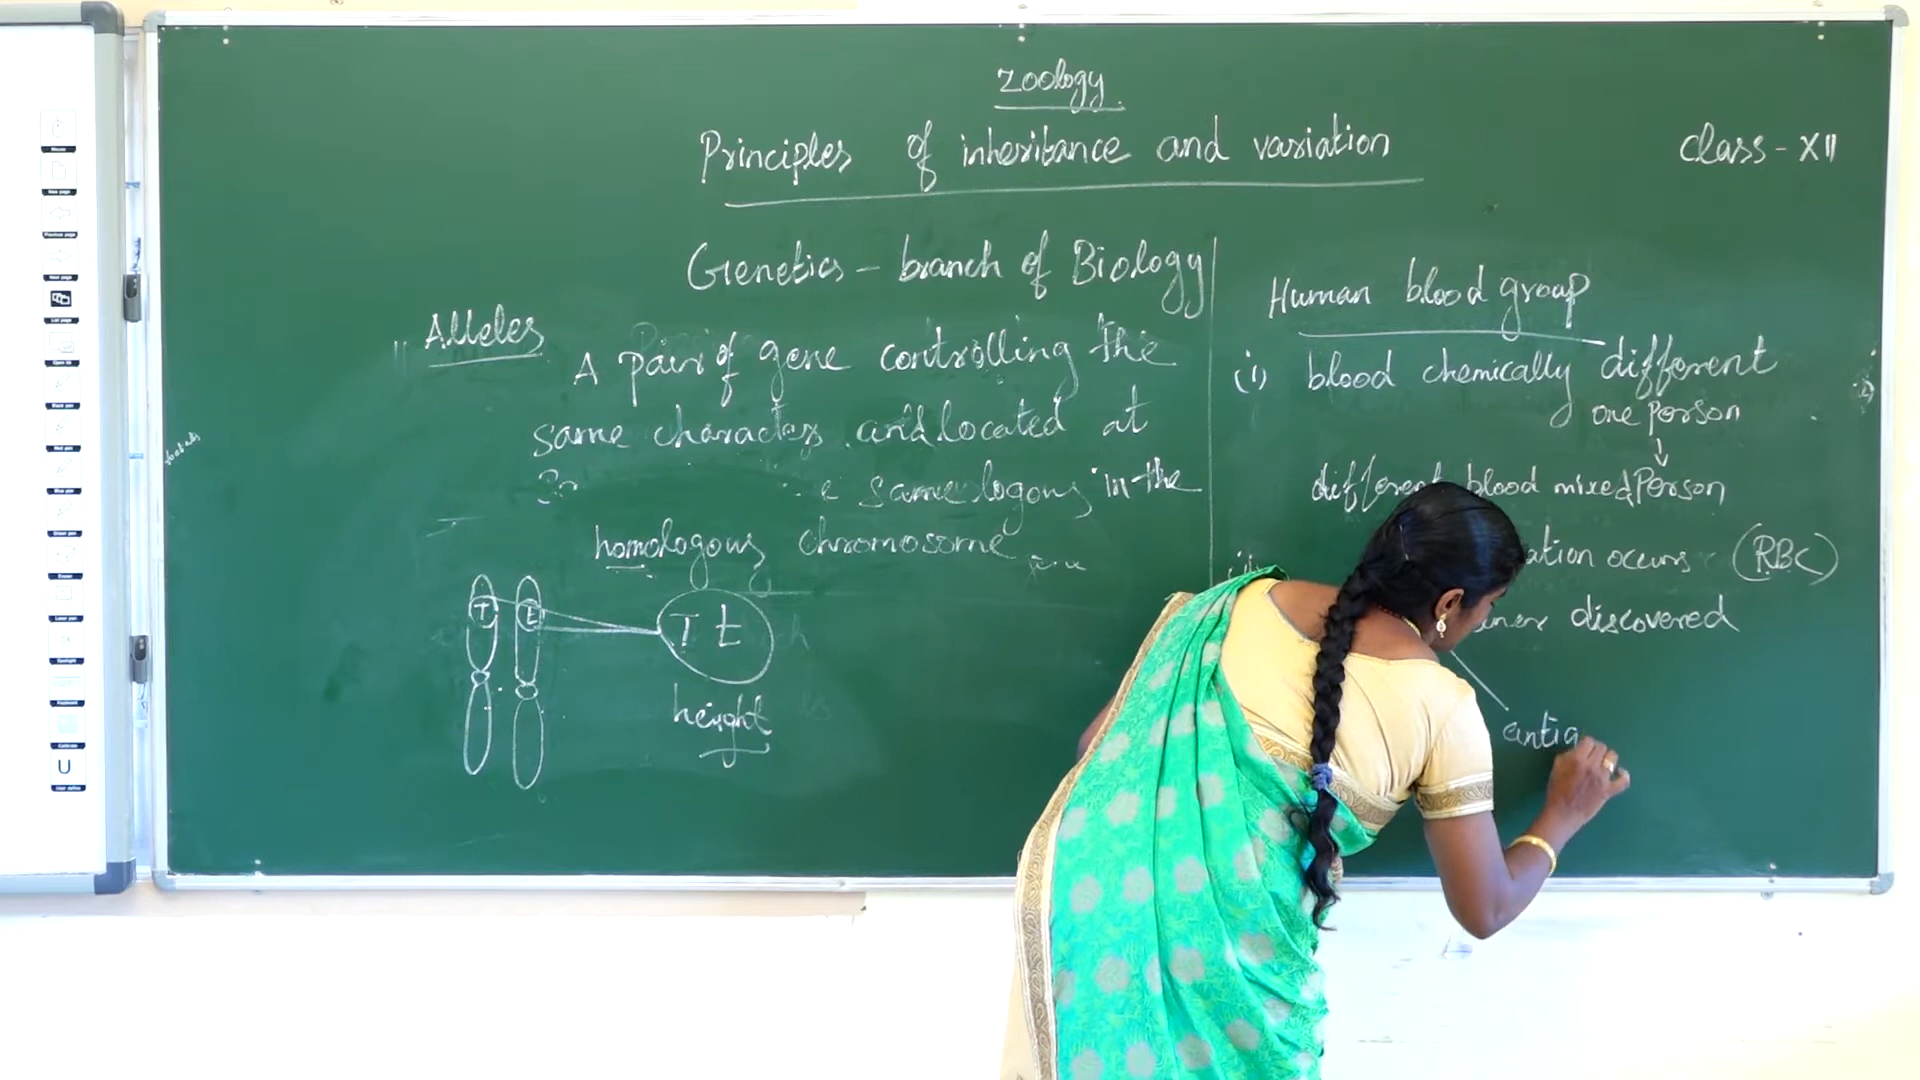 Zoology
Principles of inheritance and variation
class - XII
Genetics - branch of Biology
Alleles
A pair of gene controlling the
same character and located at
same logous in the
homologous chromosome
gene
T t
T t
height
Human blood group
(i) blood chemically different
one person
↓
different blood mixed Person
occurs (RBC)
discovered
antig